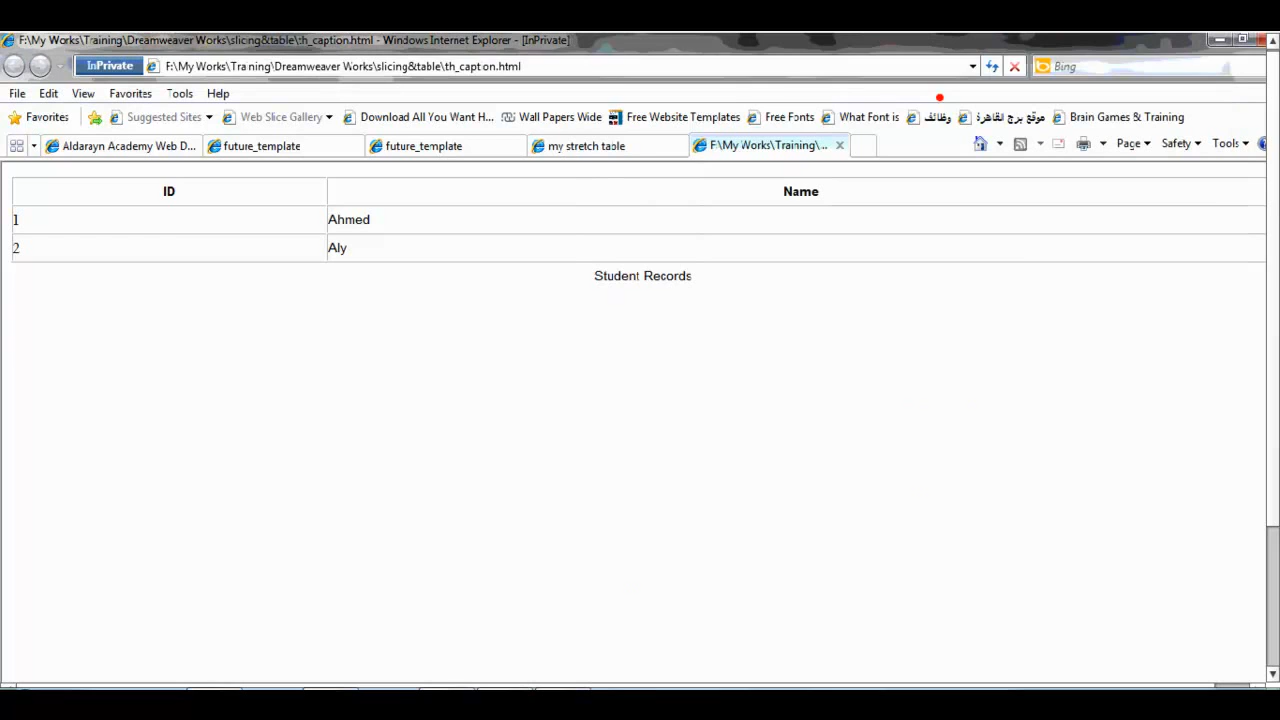 F:\My Works\Training\Dreamweaver Works\slicing&table\th_caption.html - Windows Internet Explorer - [InPrivate]
InPrivate F:\My Works\Training\Dreamweaver Works\slicing&table\th_caption.html Bing
File Edit View Favorites Tools Help
Favorites Suggested Sites Web Slice Gallery Download All You Want H... Wall Papers Wide Free Website Templates Free Fonts What Font is وظائف موقع برج القاهرة Brain Games & Training
Aldarayn Academy Web D... future_template future_template my stretch table F:\My Works\Training\... Page Safety Tools
ID Name
1 Ahmed
2 Aly
Student Records